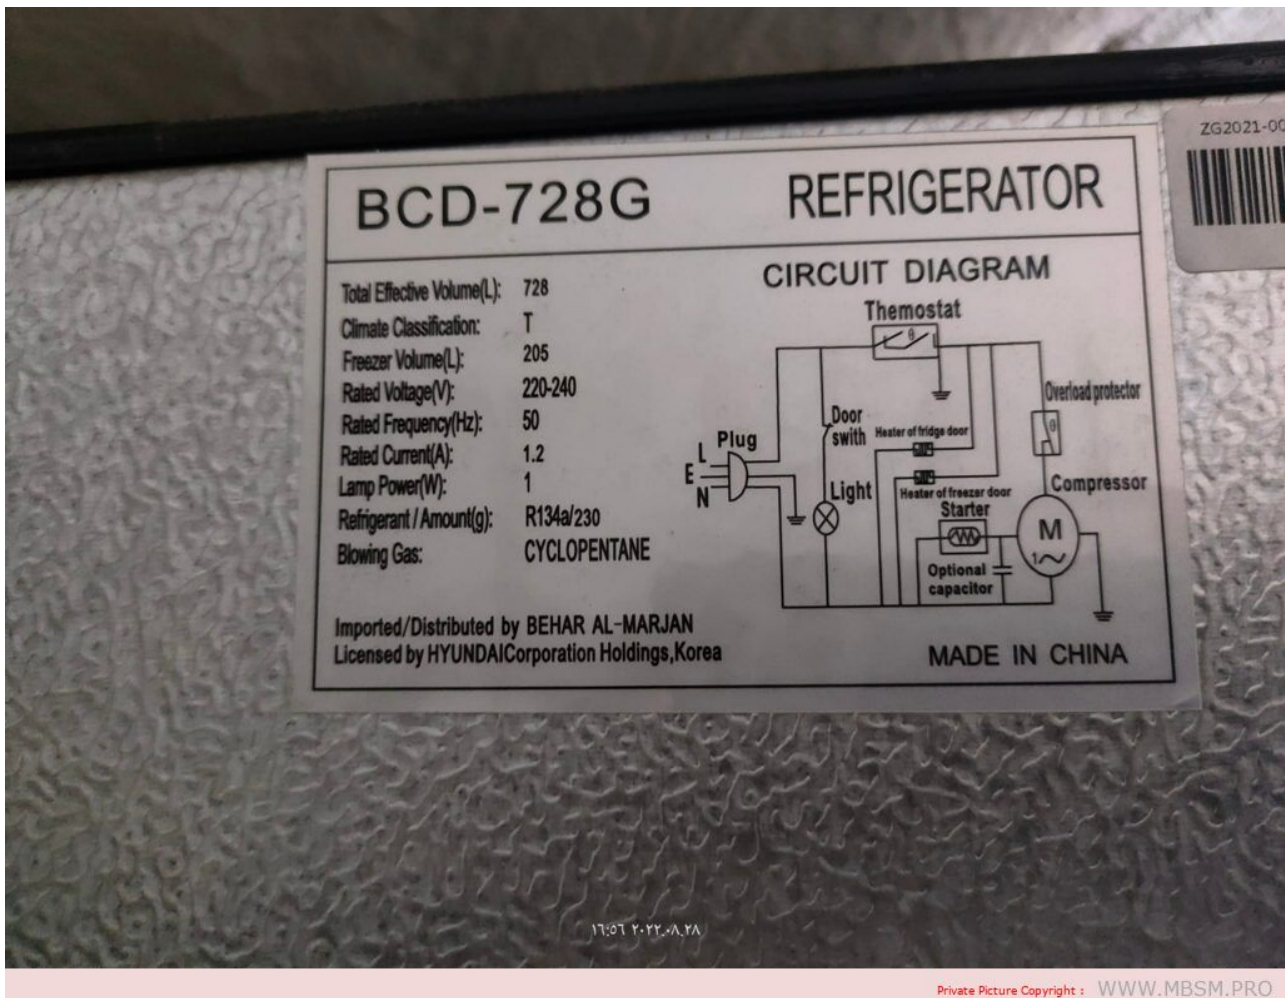 ZG2021-00
BCD-728G
REFRIGERATOR
Total Effective Volume(L): 728
Climate Classification: T
Freezer Volume(L): 205
Rated Voltage(V): 220-240
Rated Frequency(Hz): 50
Rated Current(A): 1.2
Lamp Power(W): 1
Refrigerant / Amount(g): R134a/230
Blowing Gas: CYCLOPENTANE
Imported/Distributed by BEHAR AL-MARJAN
Licensed by HYUNDAICorporation Holdings,Korea
CIRCUIT DIAGRAM
Themostat
θ
Overload protector
θ
Door
swith
Heater of fridge door
Plug
L
E
N
Light
Heater of freezer door
Starter
Compressor
M
1~
Optional
capacitor
MADE IN CHINA
١٦:٥٦ ٢٠٢٢.٠٨.٢٨
Private Picture Copyright : WWW.MBSM.PRO